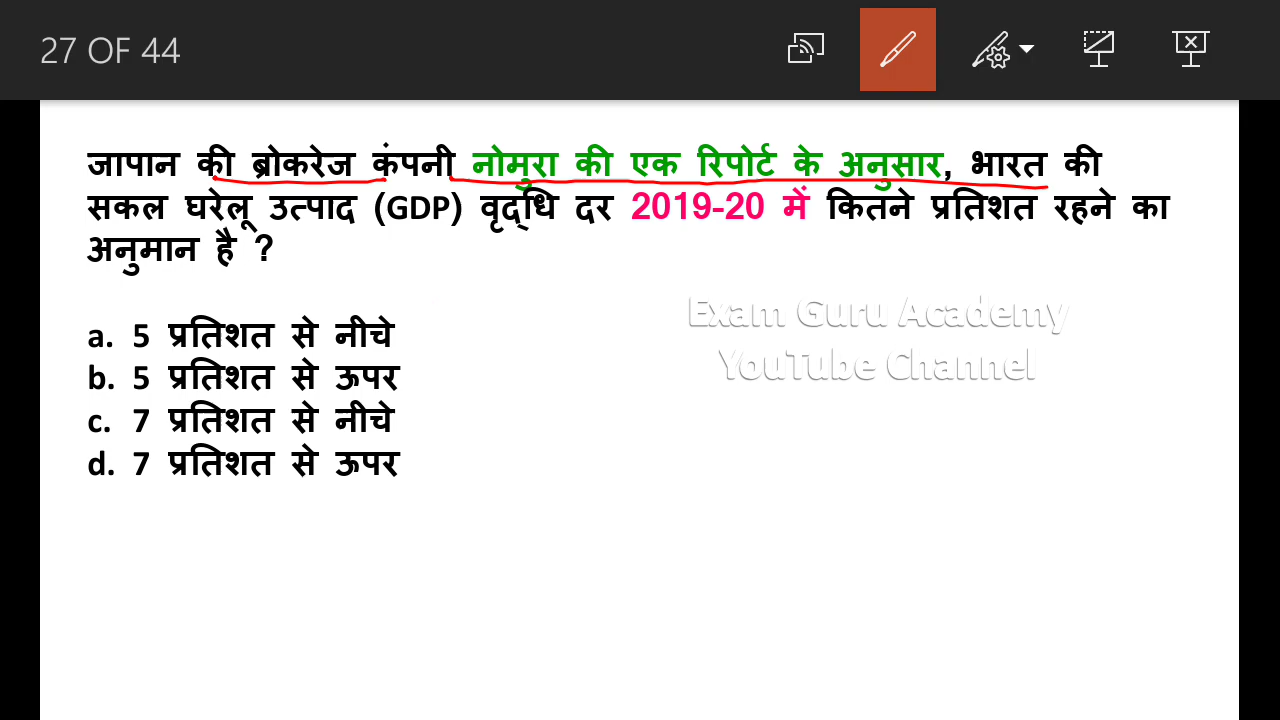 27 OF 44
जापान की ब्रोकरेज कंपनी नोमुरा की एक रिपोर्ट के अनुसार, भारत की
सकल घरेलू उत्पाद (GDP) वृद्धि दर 2019-20 में कितने प्रतिशत रहने का
अनुमान है ?
Exam Guru Academy
YouTube Channel
a. 5 प्रतिशत से नीचे
b. 5 प्रतिशत से ऊपर
c. 7 प्रतिशत से नीचे
d. 7 प्रतिशत से ऊपर